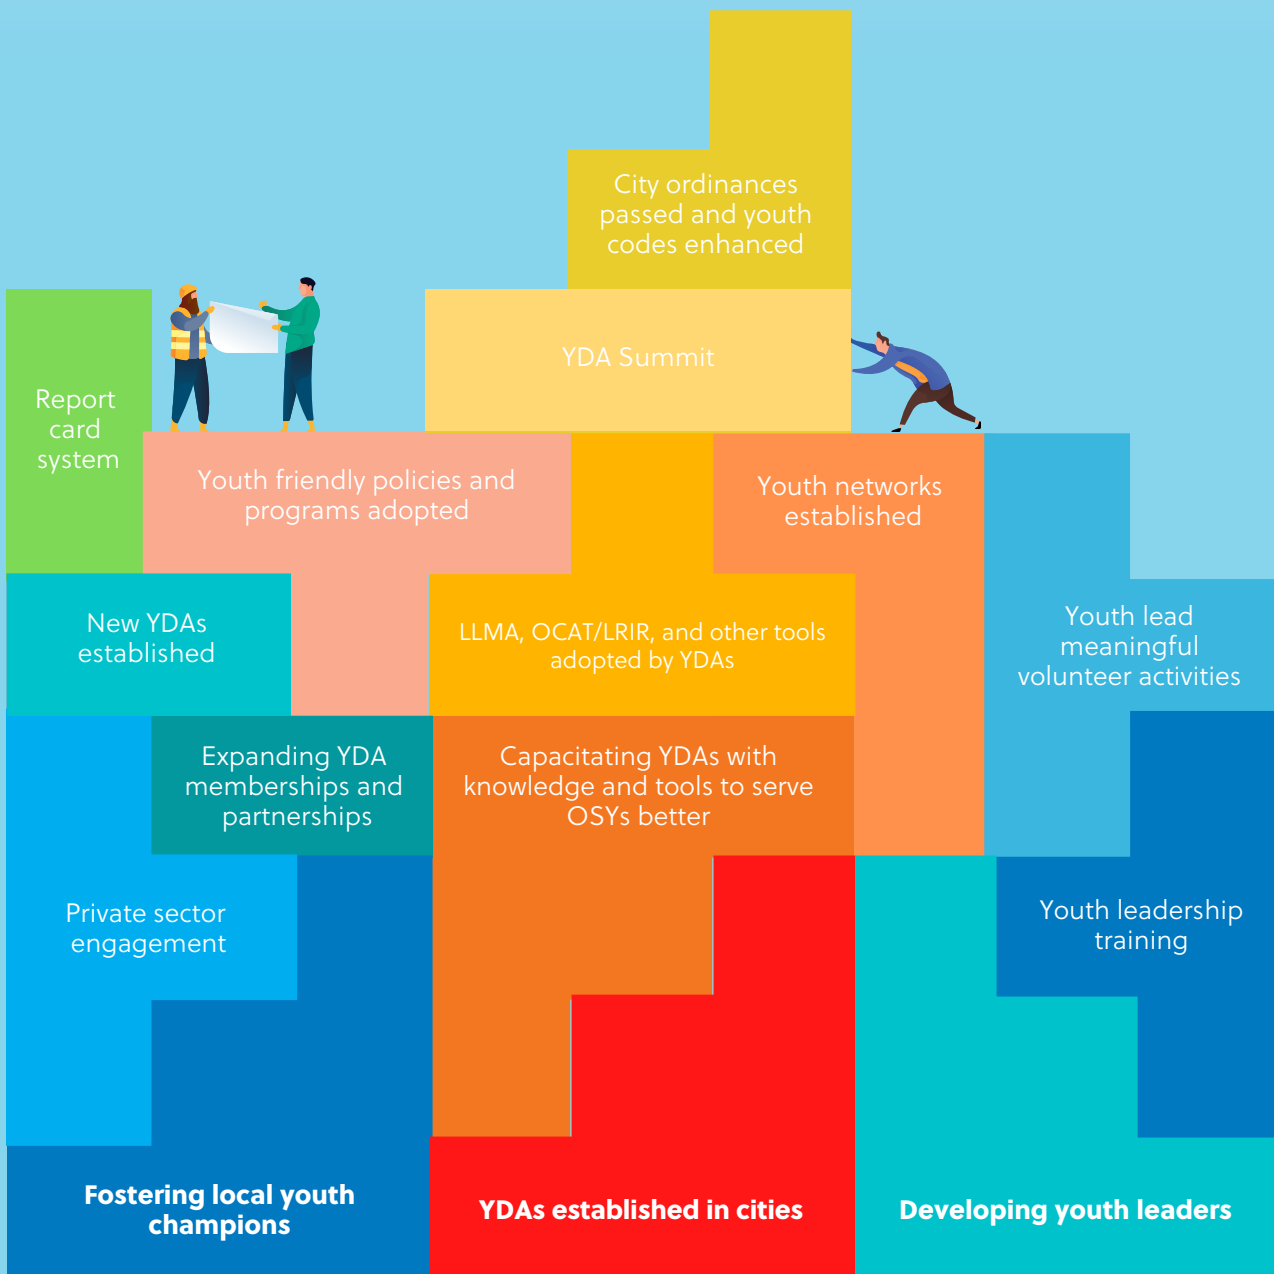 City ordinances
passed and youth
codes enhanced
YDA Summit
Report
card
system
Youth friendly policies and
programs adopted
Youth networks
established
New YDAs
established
LLMA, OCAT/LRIR, and other tools
adopted by YDAs
Youth lead
meaningful
volunteer activities
Expanding YDA
memberships and
partnerships
Capacitating YDAs with
knowledge and tools to serve
OSYs better
Private sector
engagement
Youth leadership
training
Fostering local youth
champions
YDAs established in cities
Developing youth leaders